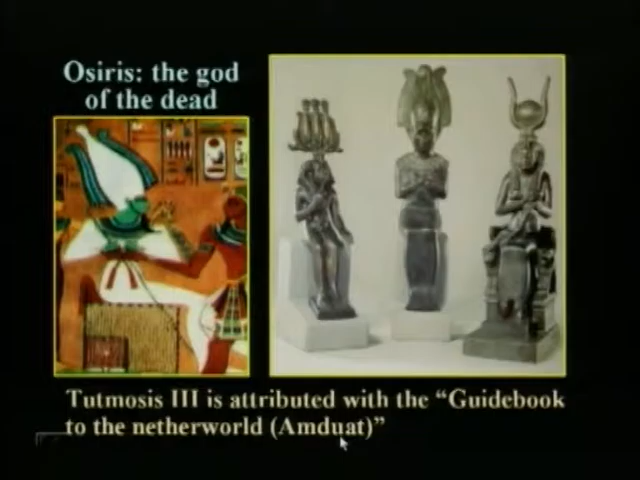 Osiris: the god
of the dead
Tutmosis III is attributed with the “Guidebook
to the netherworld (Amduat)”